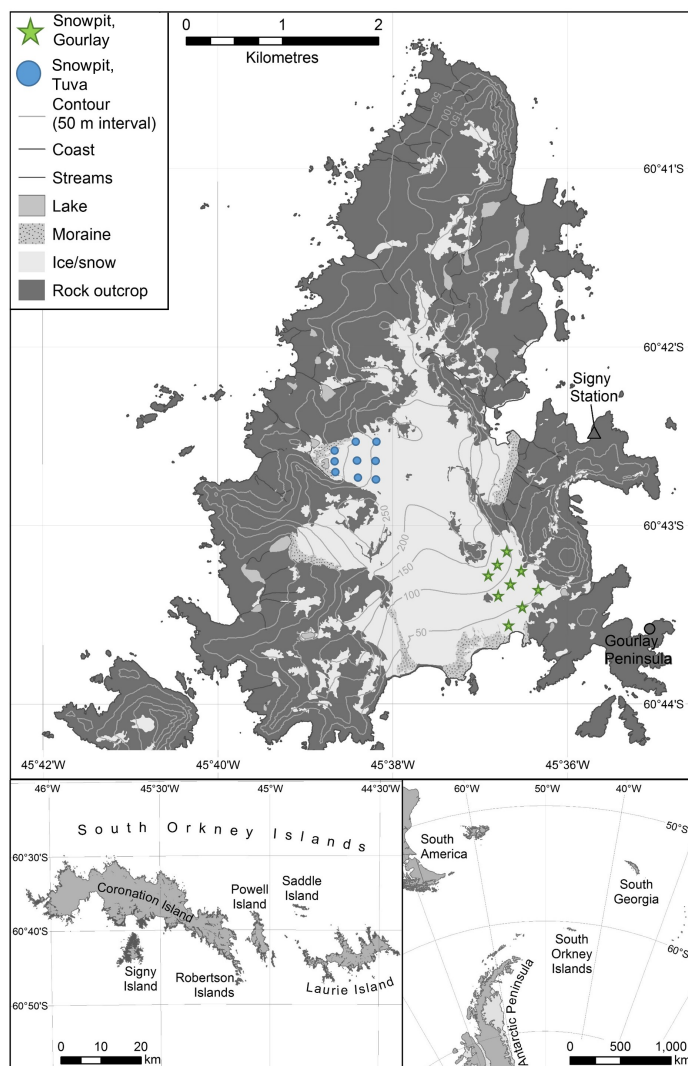 Snowpit,
Gourlay
Snowpit,
Tuva
Contour
(50 m interval)
Coast
Streams
Lake
Moraine
Ice/snow
Rock outcrop
0 1 2
Kilometres
50
100
150
60°41'S
60°42'S
Signy
Station
250
200
150
100
50
60°43'S
Gourlay
Peninsula
60°44'S
45°42'W 45°40'W 45°38'W 45°36'W
46°W 45°30'W 45°W 44°30'W
South Orkney Islands
60°30'S
Coronation Island
Powell
Island
Saddle
Island
60°40'S
Signy
Island
Robertson
Islands
Laurie Island
60°50'S
0 10 20
km
60°W 50°W 40°W
50°S
South
America
South
Georgia
60°S
South
Orkney
Islands
Antarctic Peninsula
0 500 1,000
km